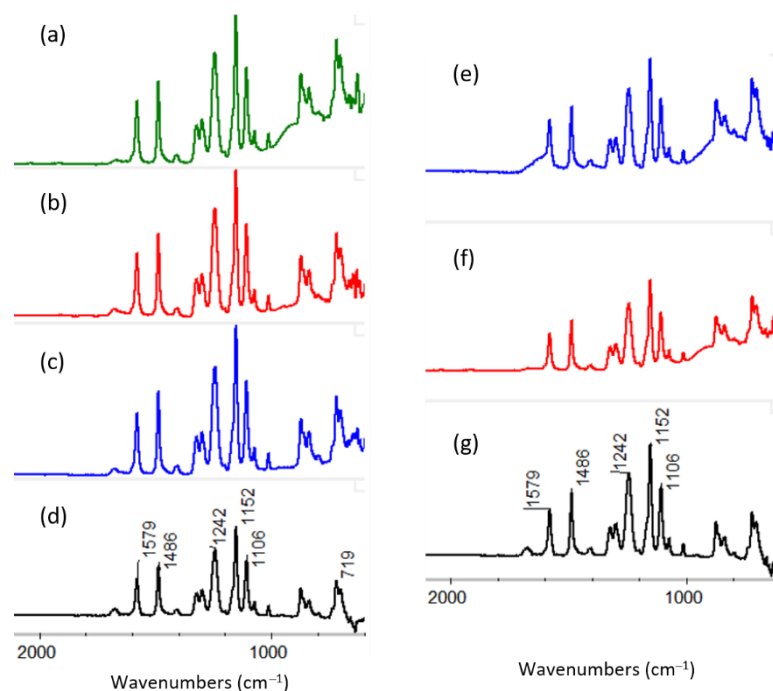 (a)
(b)
(c)
(d)
1579
1486
1242
1152
1106
719
2000
1000
Wavenumbers (cm⁻¹)
(e)
(f)
(g)
1579
1486
1242
1152
1106
2000
1000
Wavenumbers (cm⁻¹)